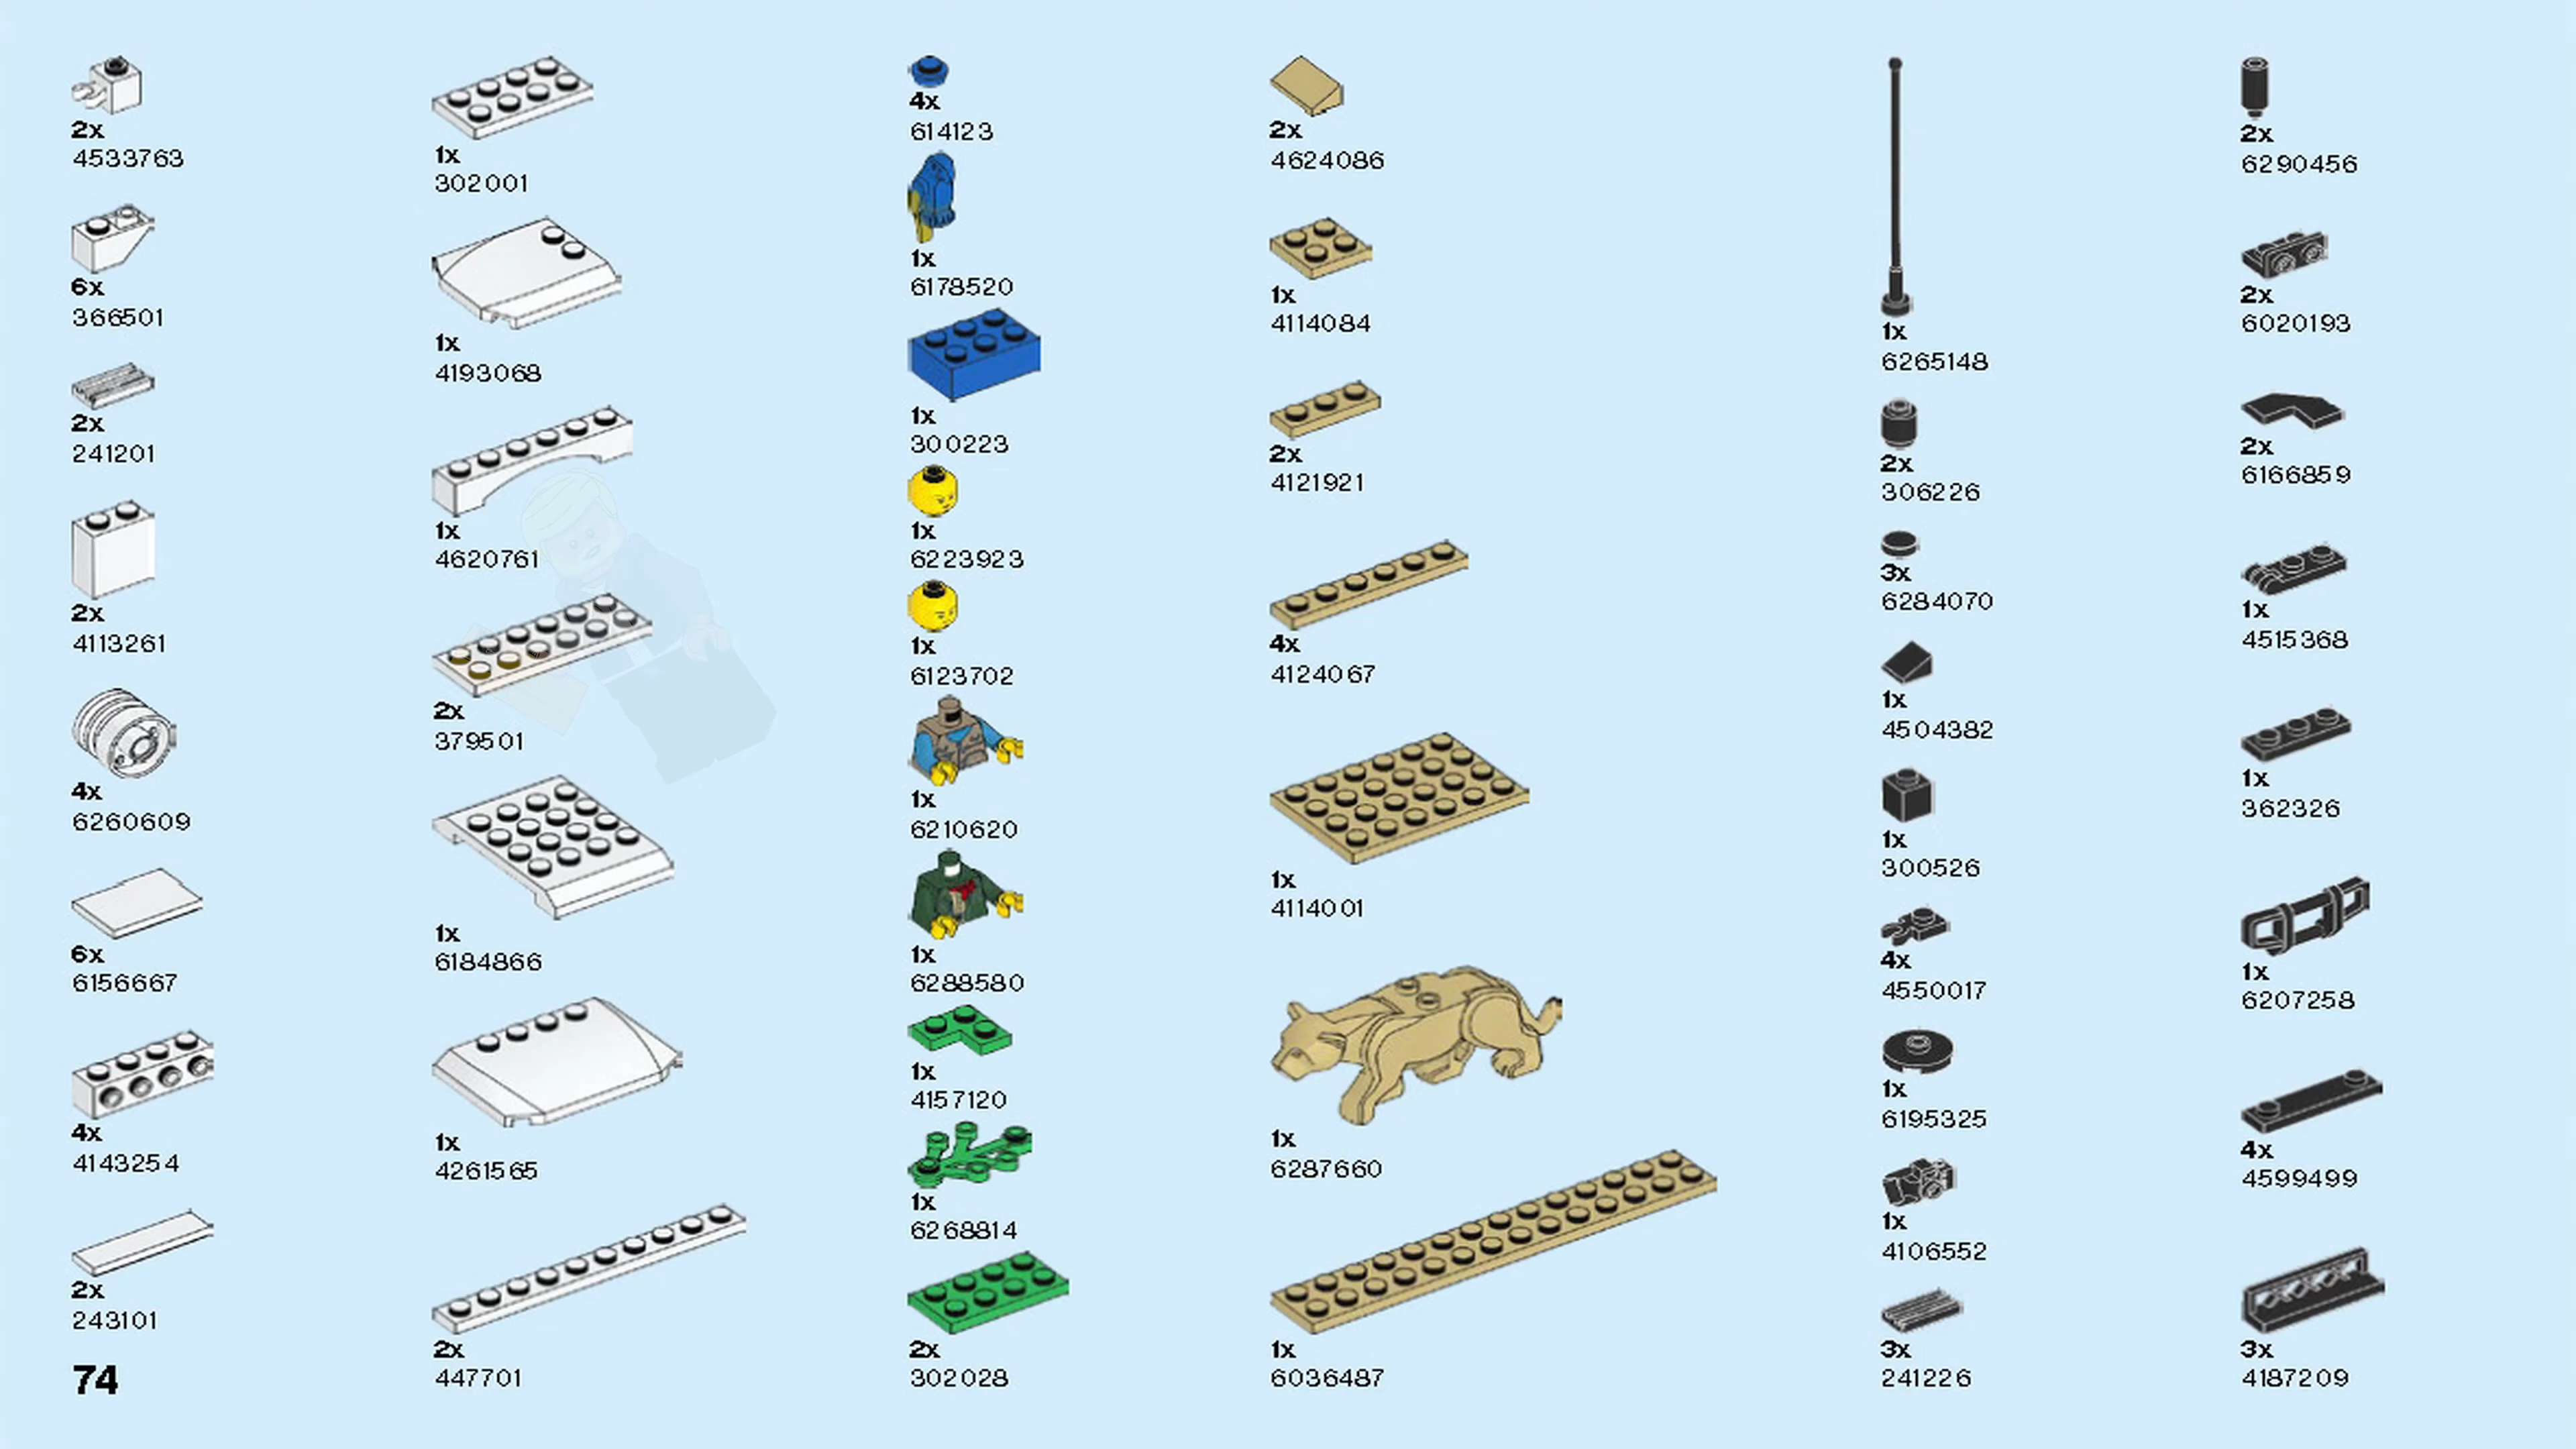 2x
4533763
6x
366501
2x
241201
2x
4113261
4x
6260609
6x
6156667
4x
4143254
2x
243101
74
1x
302001
1x
4193068
1x
4620761
2x
379501
1x
6184866
1x
4261565
2x
447701
4x
614123
1x
6178520
1x
300223
1x
6223923
1x
6123702
1x
6210620
1x
6288580
1x
4157120
1x
6268814
2x
302028
2x
4624086
1x
4114084
2x
4121921
4x
4124067
1x
4114001
1x
6287660
1x
6036487
1x
6265148
2x
306226
3x
6284070
1x
4504382
1x
300526
4x
4550017
1x
6195325
1x
4106552
3x
241226
2x
6290456
2x
6020193
2x
6166859
1x
4515368
1x
362326
1x
6207258
4x
4599499
3x
4187209